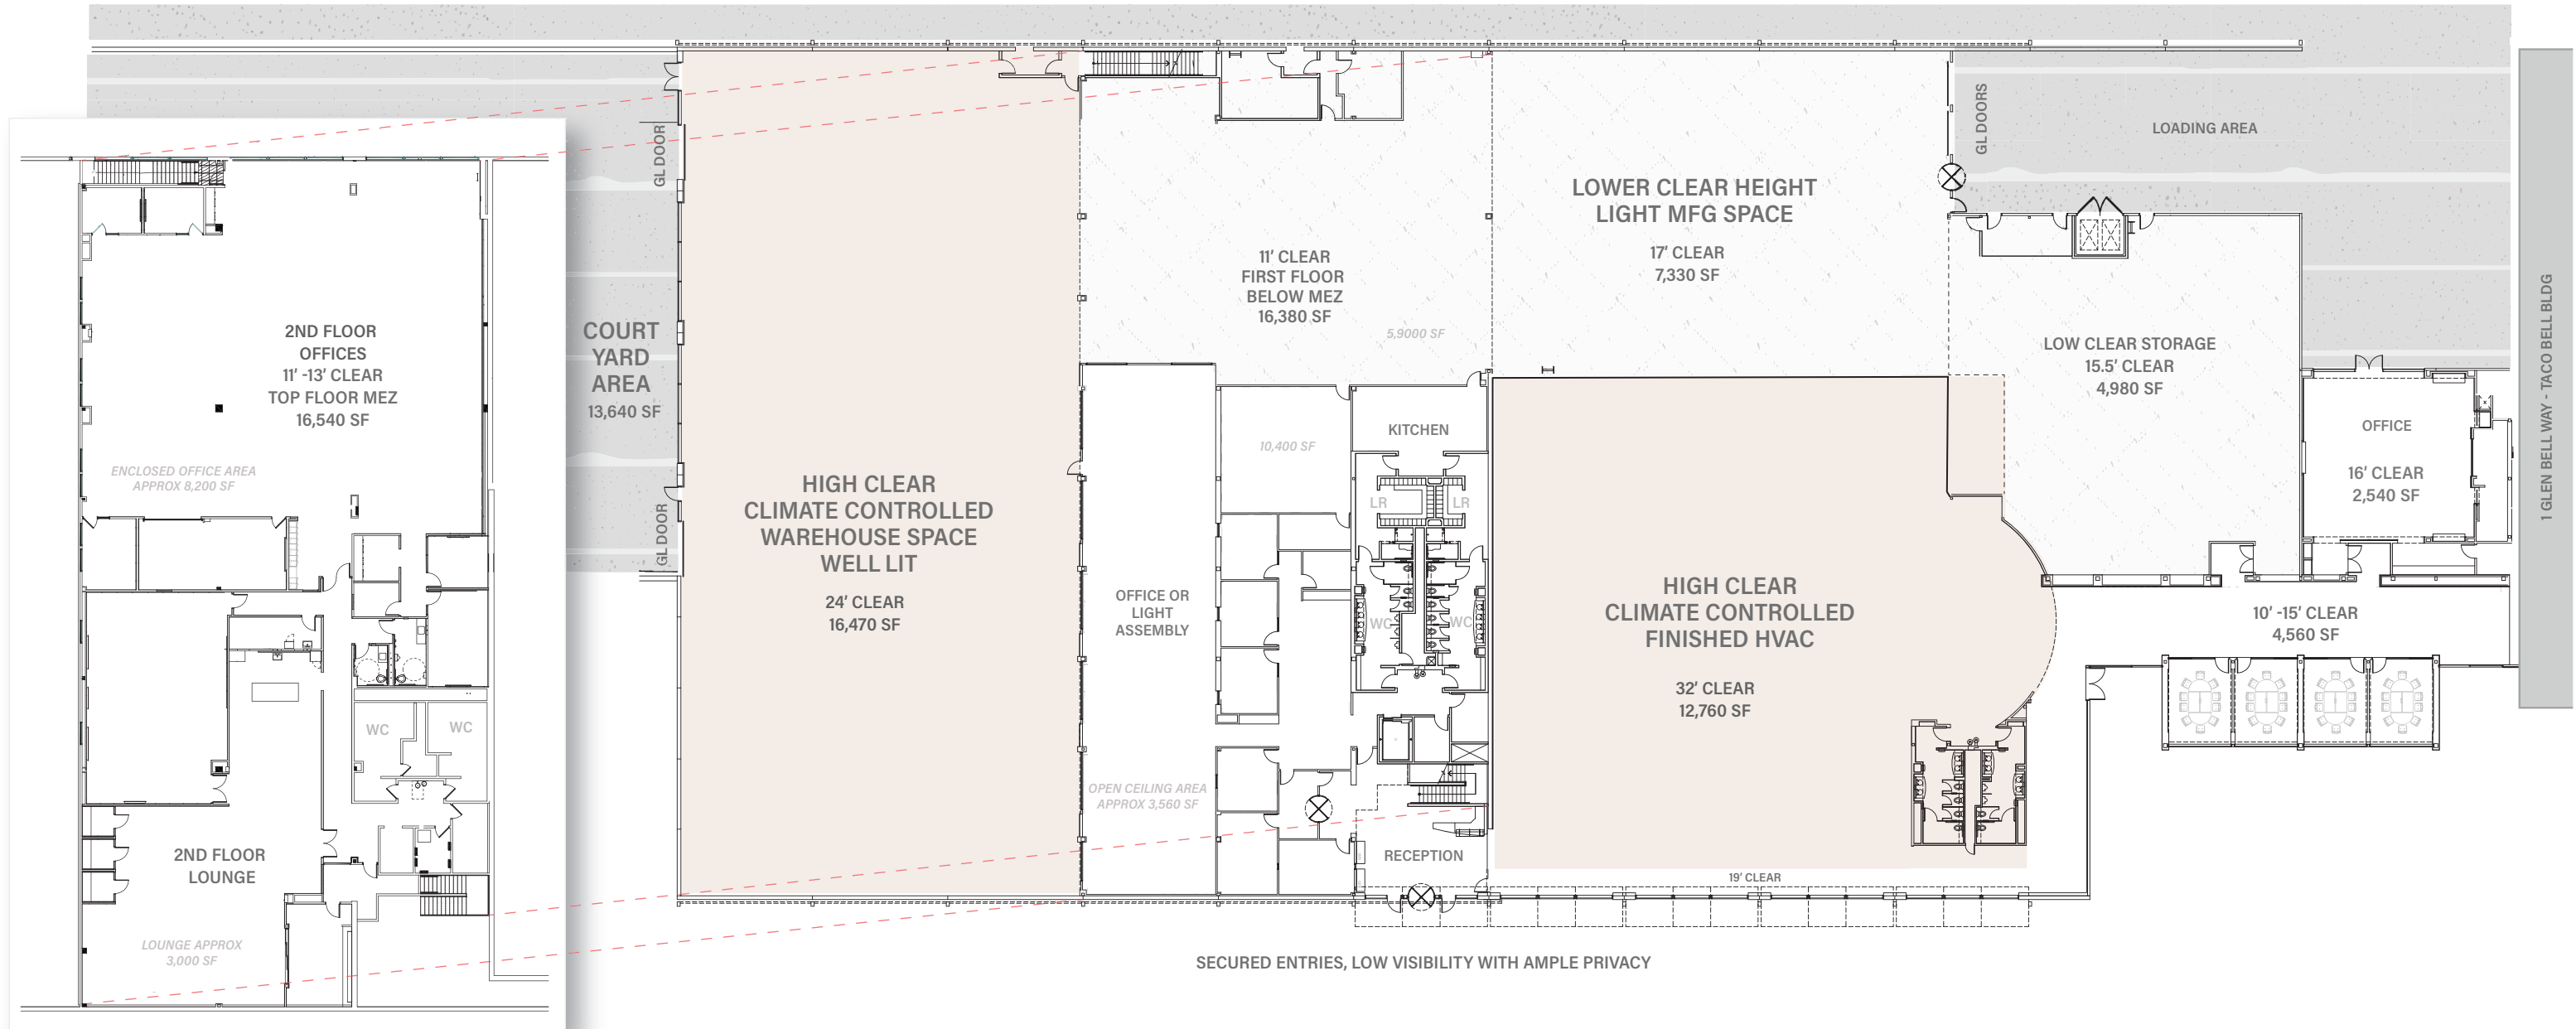 2ND FLOOR
OFFICES
11' -13' CLEAR
TOP FLOOR MEZ
16,540 SF
ENCLOSED OFFICE AREA
APPROX 8,200 SF
WC
WC
2ND FLOOR
LOUNGE
LOUNGE APPROX
3,000 SF
COURT
YARD
AREA
13,640 SF
GL DOOR
GL DOOR
HIGH CLEAR
CLIMATE CONTROLLED
WAREHOUSE SPACE
WELL LIT
24' CLEAR
16,470 SF
11' CLEAR
FIRST FLOOR
BELOW MEZ
16,380 SF
5,9000 SF
OFFICE OR
LIGHT
ASSEMBLY
OPEN CEILING AREA
APPROX 3,560 SF
10,400 SF
KITCHEN
LR
LR
WC
WC
RECEPTION
LOWER CLEAR HEIGHT
LIGHT MFG SPACE
17' CLEAR
7,330 SF
HIGH CLEAR
CLIMATE CONTROLLED
FINISHED HVAC
32' CLEAR
12,760 SF
19' CLEAR
GL DOORS
LOADING AREA
LOW CLEAR STORAGE
15.5' CLEAR
4,980 SF
OFFICE
16' CLEAR
2,540 SF
10' -15' CLEAR
4,560 SF
1 GLEN BELL WAY - TACO BELL BLDG
SECURED ENTRIES, LOW VISIBILITY WITH AMPLE PRIVACY